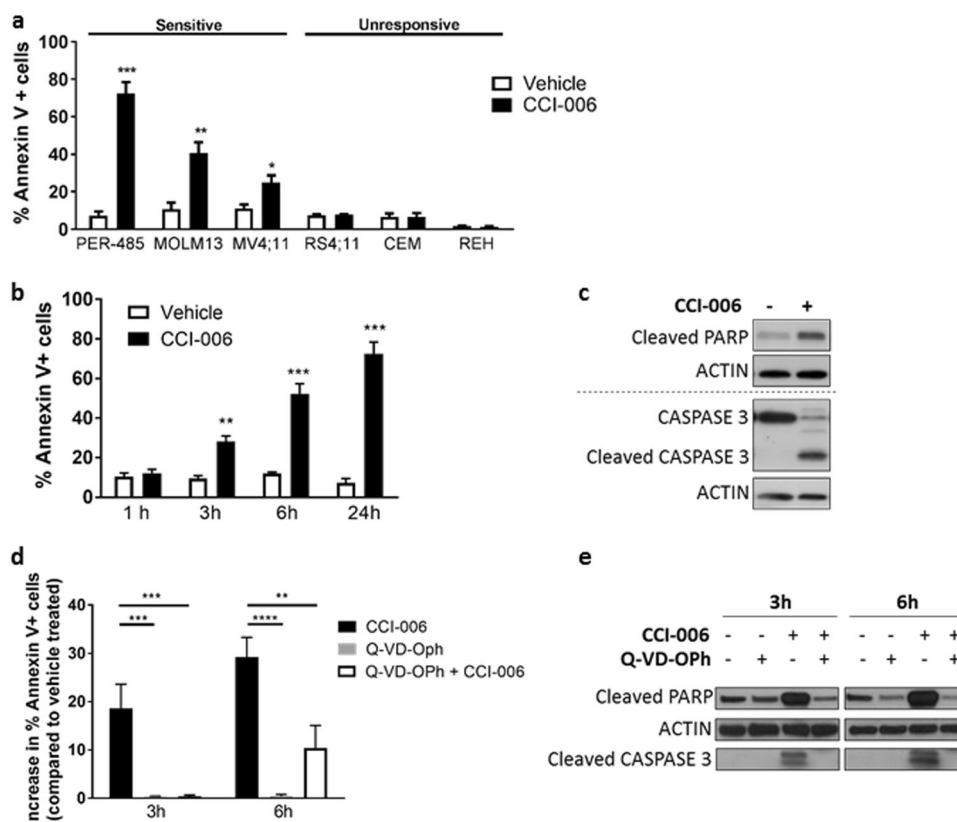 a
Sensitive
Unresponsive
% Annexin V + cells
100
80
60
40
20
0
***
**
*
Vehicle
CCI-006
PER-485 MOLM13 MV4;11 RS4;11 CEM REH
b
% Annexin V+ cells
100
80
60
40
20
0
Vehicle
CCI-006
**
***
***
1 h 3h 6h 24h
c
CCI-006 - +
Cleaved PARP
ACTIN
CASPASE 3
Cleaved CASPASE 3
ACTIN
d
ncrease in % Annexin V+ cells
(compared to vehicle treated)
40
30
20
10
0
***
***
**
****
CCI-006
Q-VD-Oph
Q-VD-OPh + CCI-006
3h 6h
e
3h 6h
CCI-006 - - + + - - + +
Q-VD-OPh - + - + - + - +
Cleaved PARP
ACTIN
Cleaved CASPASE 3